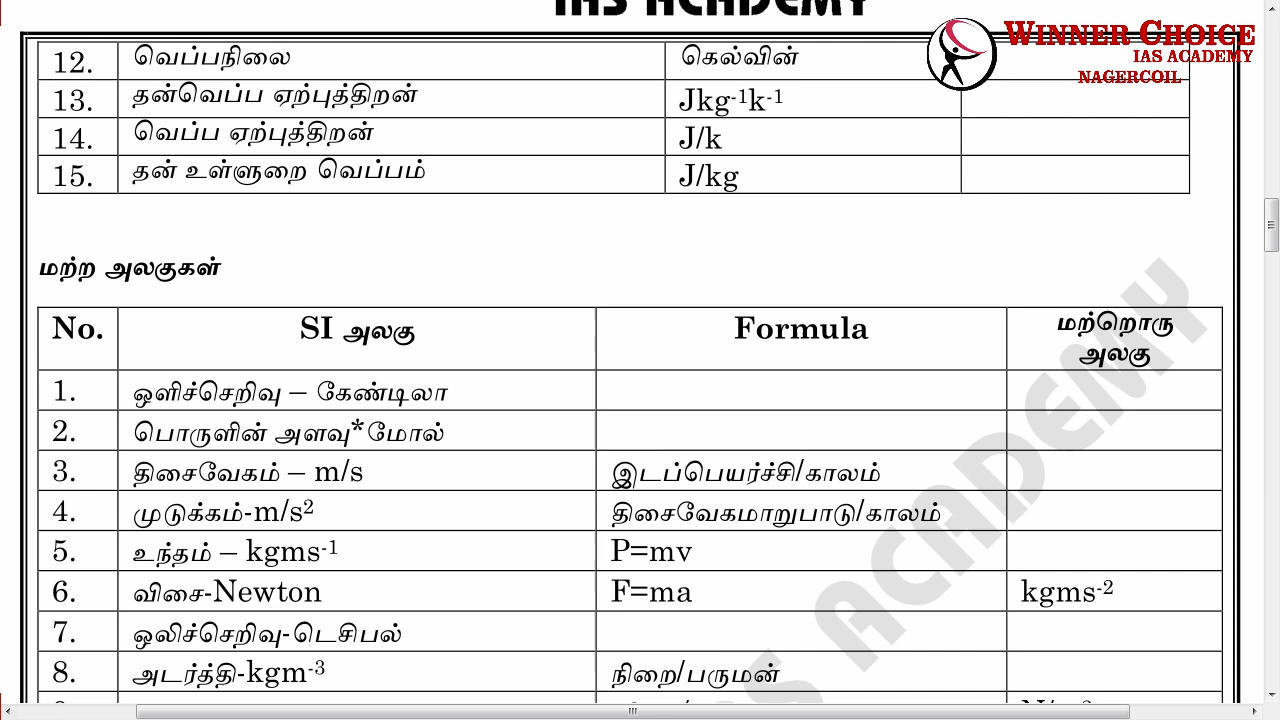 IAS ACADEMY
WINNER CHOICE
IAS ACADEMY
NAGERCOIL
12. வெப்பநிலை கெல்வின்
13. தன்வெப்ப ஏற்புத்திறன் Jkg-1k-1
14. வெப்ப ஏற்புத்திறன் J/k
15. தன் உள்ளுறை வெப்பம் J/kg
மற்ற அலகுகள்
No. SI அலகு Formula மற்றொரு
அலகு
1. ஒளிச்செறிவு – கேண்டிலா
2. பொருளின் அளவு*மோல்
3. திசைவேகம் – m/s இடப்பெயர்ச்சி/காலம்
4. முடுக்கம்-m/s2 திசைவேகமாறுபாடு/காலம்
5. உந்தம் – kgms-1 P=mv
6. விசை-Newton F=ma kgms-2
7. ஒலிச்செறிவு-டெசிபல்
8. அடர்த்தி-kgm-3 நிறை/பருமன்
IAS ACADEMY